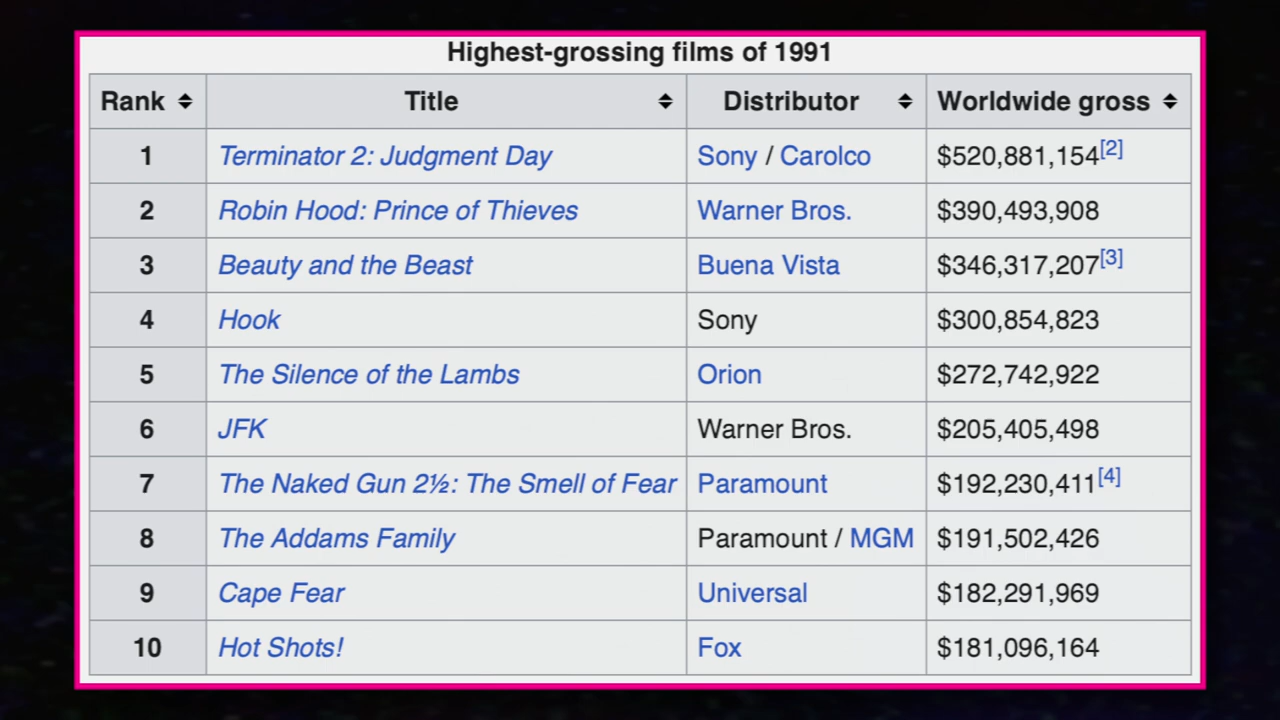 Highest-grossing films of 1991
Rank Title Distributor Worldwide gross
1 Terminator 2: Judgment Day Sony / Carolco $520,881,154[2]
2 Robin Hood: Prince of Thieves Warner Bros. $390,493,908
3 Beauty and the Beast Buena Vista $346,317,207[3]
4 Hook Sony $300,854,823
5 The Silence of the Lambs Orion $272,742,922
6 JFK Warner Bros. $205,405,498
7 The Naked Gun 2½: The Smell of Fear Paramount $192,230,411[4]
8 The Addams Family Paramount / MGM $191,502,426
9 Cape Fear Universal $182,291,969
10 Hot Shots! Fox $181,096,164